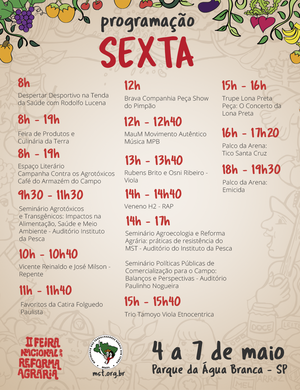 programação
SEXTA
8h
Despertar Desportivo na Tenda
da Saúde com Rodolfo Lucena
8h - 19h
Feira de Produtos e
Culinária da Terra
8h - 19h
Espaço Literário
Campanha Contra os Agrotóxicos
Café do Armazém do Campo
9h30 - 11h30
Seminário Agrotóxicos
e Transgênicos: Impactos na
Alimentação, Saúde e Meio
Ambiente - Auditório Instituto
da Pesca
10h - 10h40
Vicente Reinaldo e José Milson -
Repente
11h - 11h40
Favoritos da Catira Folguedo
Paulista
12h
Brava Companhia Peça Show
do Pimpão
12h - 12h40
MauM Movimento Autêntico
Música MPB
13h - 13h40
Rubens Brito e Osni Ribeiro -
Viola
14h - 14h40
Veneno H2 - RAP
14h - 17h
Seminário Agroecologia e Reforma
Agrária: práticas de resistência do
MST - Auditório do Instituto da Pesca
Seminário Políticas Públicas de
Comercialização para o Campo:
Balanços e Perspectivas - Auditório
Paulinho Nogueira
15h - 15h40
Trio Tamoyo Viola Etnocentrica
15h - 16h
Trupe Lona Preta
Peça: O Concerto da
Lona Preta
16h - 17h20
Palco da Arena:
Tico Santa Cruz
18h - 19h30
Palco da Arena:
Emicida
II FEIRA
NACIONAL DE
REFORMA
AGRÁRIA
mst.org.br
4 a 7 de maio
Parque da Água Branca - SP